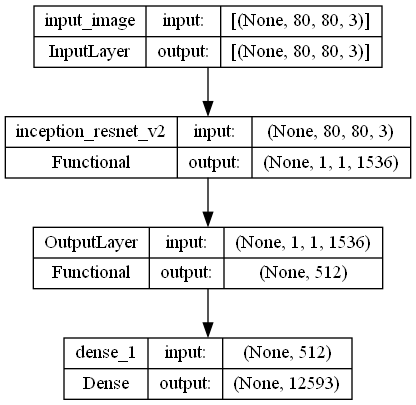 input_image input: [(None, 80, 80, 3)]
InputLayer output: [(None, 80, 80, 3)]
inception_resnet_v2 input: (None, 80, 80, 3)
Functional output: (None, 1, 1, 1536)
OutputLayer input: (None, 1, 1, 1536)
Functional output: (None, 512)
dense_1 input: (None, 512)
Dense output: (None, 12593)